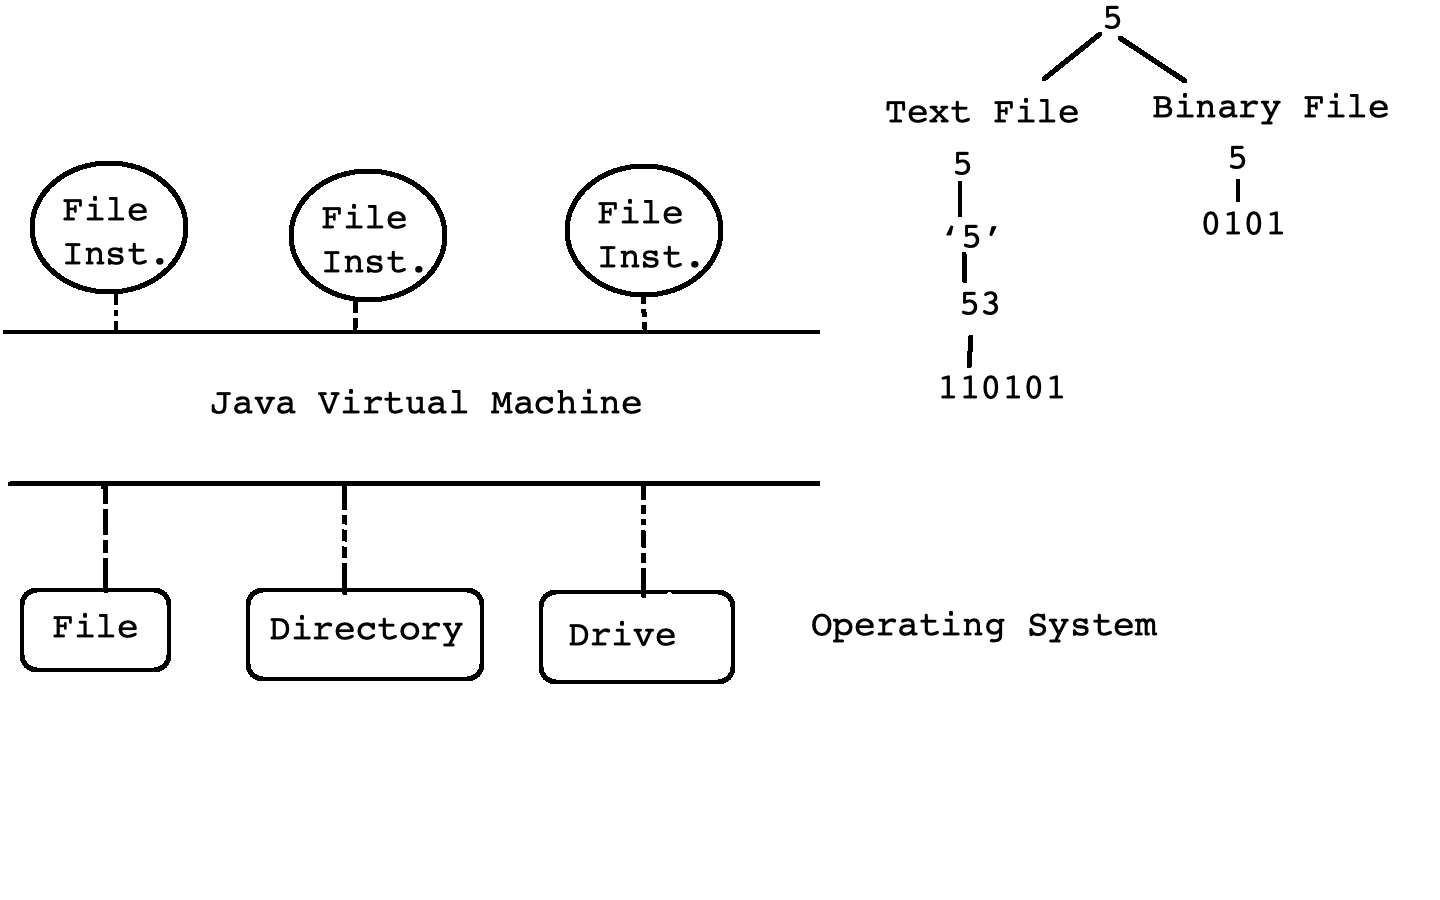 5
Text File
Binary File
5
5
‘5’
0101
53
110101
File
Inst.
File
Inst.
File
Inst.
Java Virtual Machine
File
Directory
Drive
Operating System